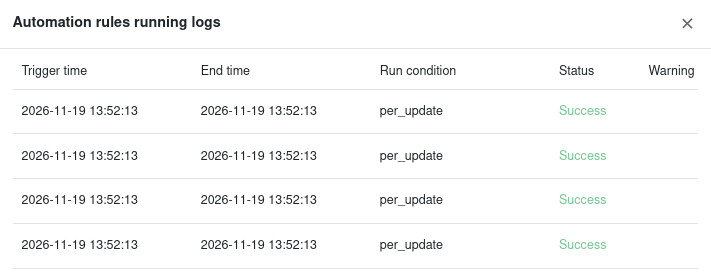 Automation rules running logs
Trigger time End time Run condition Status Warning
2026-11-19 13:52:13 2026-11-19 13:52:13 per_update Success
2026-11-19 13:52:13 2026-11-19 13:52:13 per_update Success
2026-11-19 13:52:13 2026-11-19 13:52:13 per_update Success
2026-11-19 13:52:13 2026-11-19 13:52:13 per_update Success